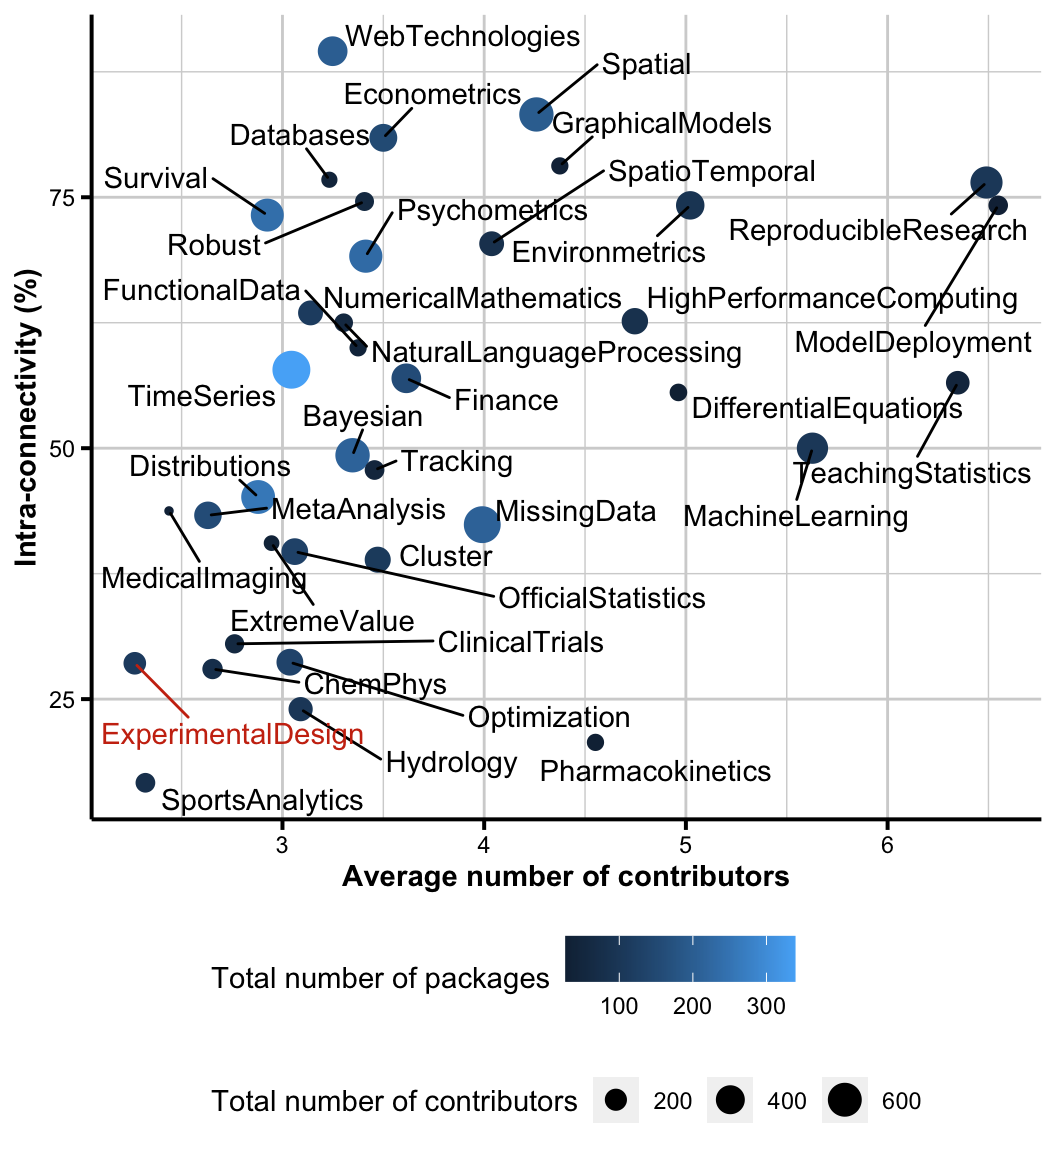 WebTechnologies
Spatial
Econometrics
GraphicalModels
Databases
SpatioTemporal
Survival
75
Psychometrics
ReproducibleResearch
Robust
Environmetrics
FunctionalData
NumericalMathematics
HighPerformanceComputing
ModelDeployment
NaturalLanguageProcessing
TimeSeries
Finance
DifferentialEquations
Bayesian
50
Tracking
Distributions
TeachingStatistics
MetaAnalysis
MissingData
MachineLearning
Cluster
MedicalImaging
OfficialStatistics
ExtremeValue
ClinicalTrials
ChemPhys
25
Optimization
ExperimentalDesign
Hydrology
Pharmacokinetics
SportsAnalytics
Intra-connectivity (%)
3 4 5 6
Average number of contributors
Total number of packages
100 200 300
Total number of contributors 200 400 600